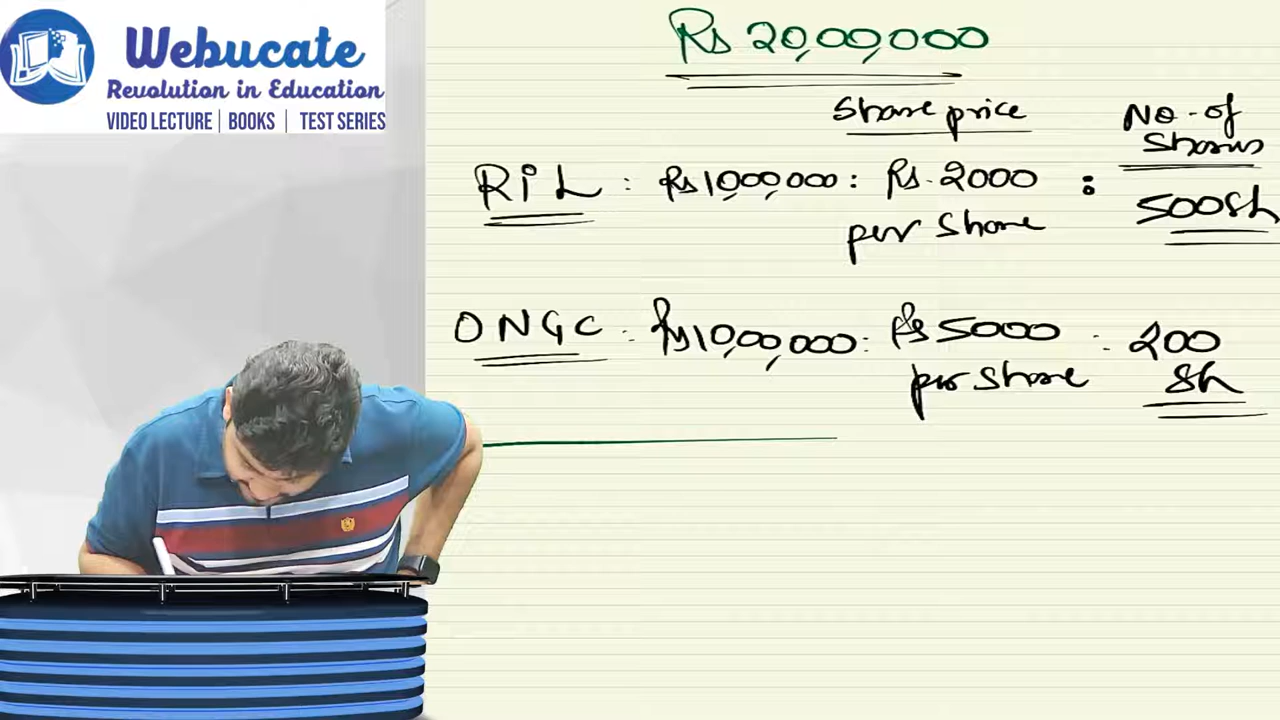 Webucate
Revolution in Education
VIDEO LECTURE | BOOKS | TEST SERIES
Rs 20,00,000
Share price
No. of
Shares
RIL : Rs 10,00,000 : Rs. 2000 : 500 Sh
per Share
ONGC : Rs 10,00,000 : Rs 5000 : 200
per Share Sh